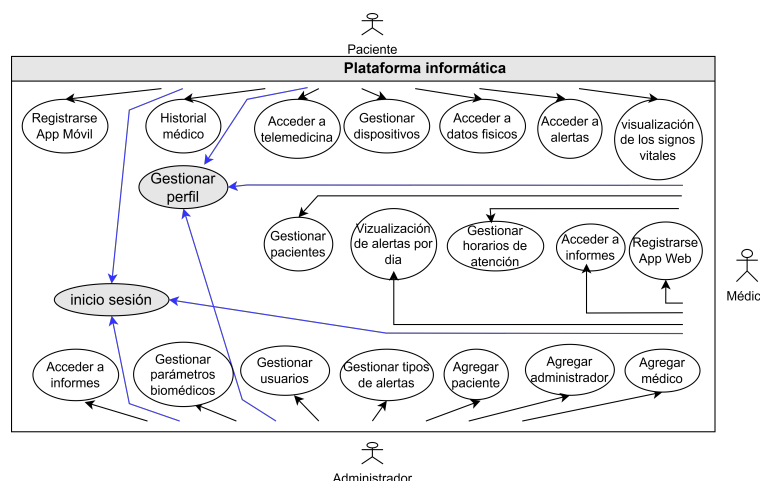 Paciente
Plataforma informática
Registrarse
App Móvil
Historial
médico
Acceder a
telemedicina
Gestionar
dispositivos
Acceder a
datos fisicos
Acceder a
alertas
visualización
de los signos
vitales
Gestionar
perfil
Gestionar
pacientes
Vizualización
de alertas por
dia
Gestionar
horarios de
atención
Acceder a
informes
Registrarse
App Web
Médic
inicio sesión
Acceder a
informes
Gestionar
parámetros
biomédicos
Gestionar
usuarios
Gestionar tipos
de alertas
Agregar
paciente
Agregar
administrador
Agregar
médico
Administrador